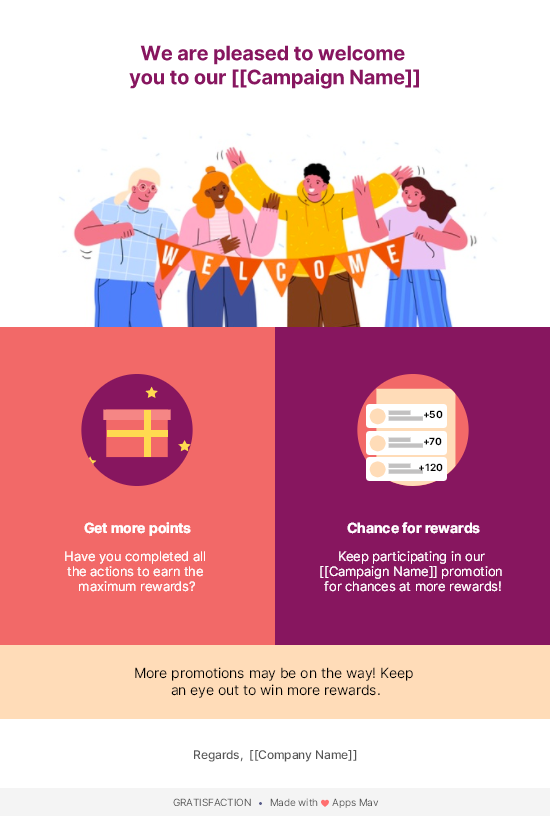 We are pleased to welcome
you to our [[Campaign Name]]
WELCOME
+50
+70
+120
Get more points
Have you completed all
the actions to earn the
maximum rewards?
Chance for rewards
Keep participating in our
[[Campaign Name]] promotion
for chances at more rewards!
More promotions may be on the way! Keep
an eye out to win more rewards.
Regards, [[Company Name]]
GRATISFACTION • Made with ❤ Apps Mav